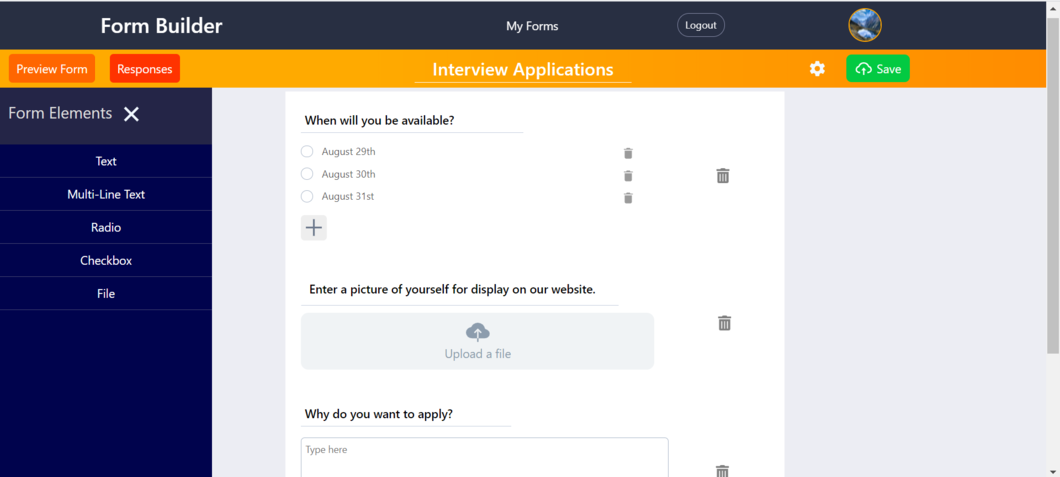 Form Builder
My Forms
Logout
Preview Form
Responses
Interview Applications
Save
Form Elements
Text
Multi-Line Text
Radio
Checkbox
File
When will you be available?
August 29th
August 30th
August 31st
Enter a picture of yourself for display on our website.
Upload a file
Why do you want to apply?
Type here